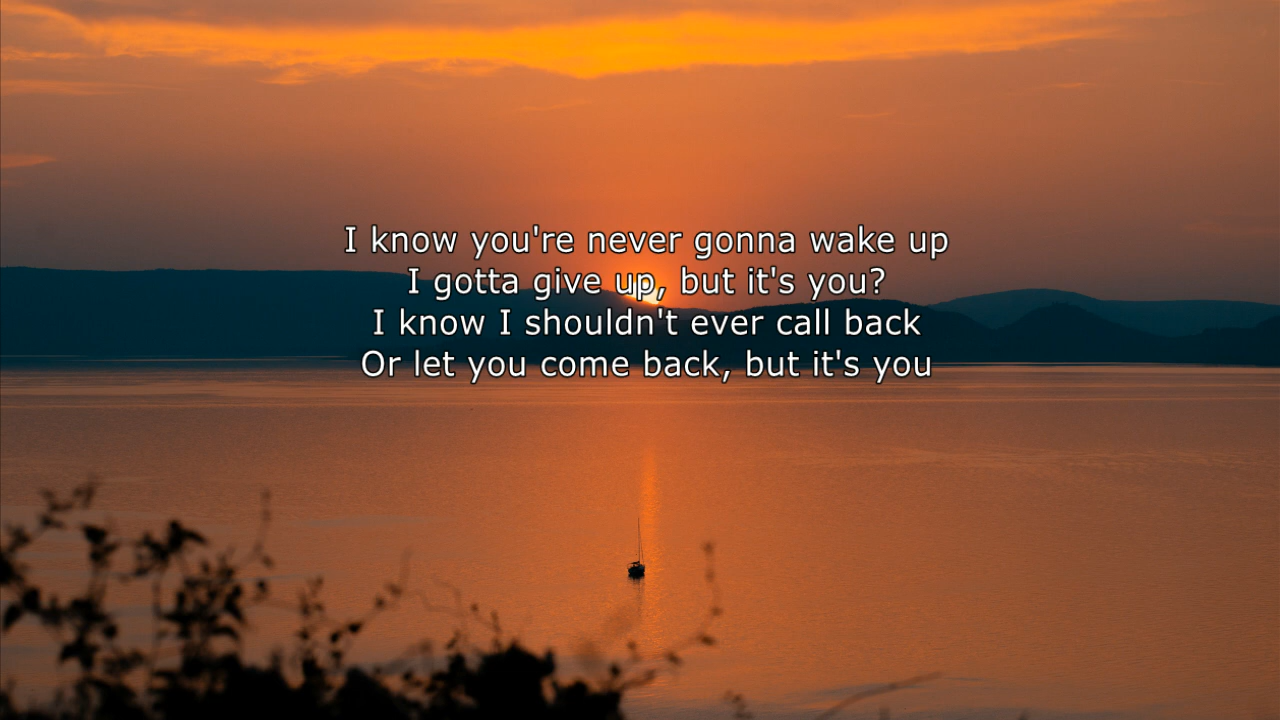 I know you're never gonna wake up
I gotta give up, but it's you?
I know I shouldn't ever call back
Or let you come back, but it's you